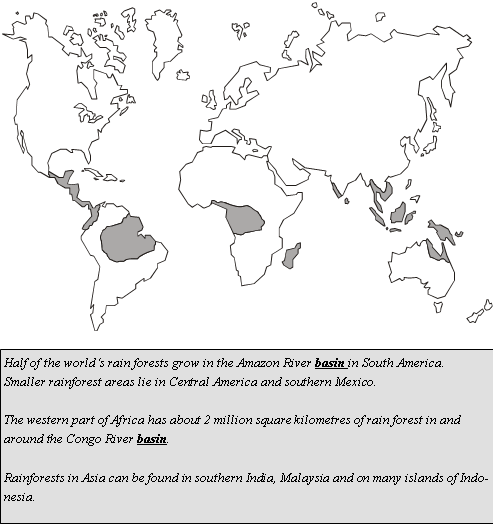 Half of the world's rain forests grow in the Amazon River basin in South America.
Smaller rainforest areas lie in Central America and southern Mexico.
The western part of Africa has about 2 million square kilometres of rain forest in and
around the Congo River basin.
Rainforests in Asia can be found in southern India, Malaysia and on many islands of Indo-
nesia.